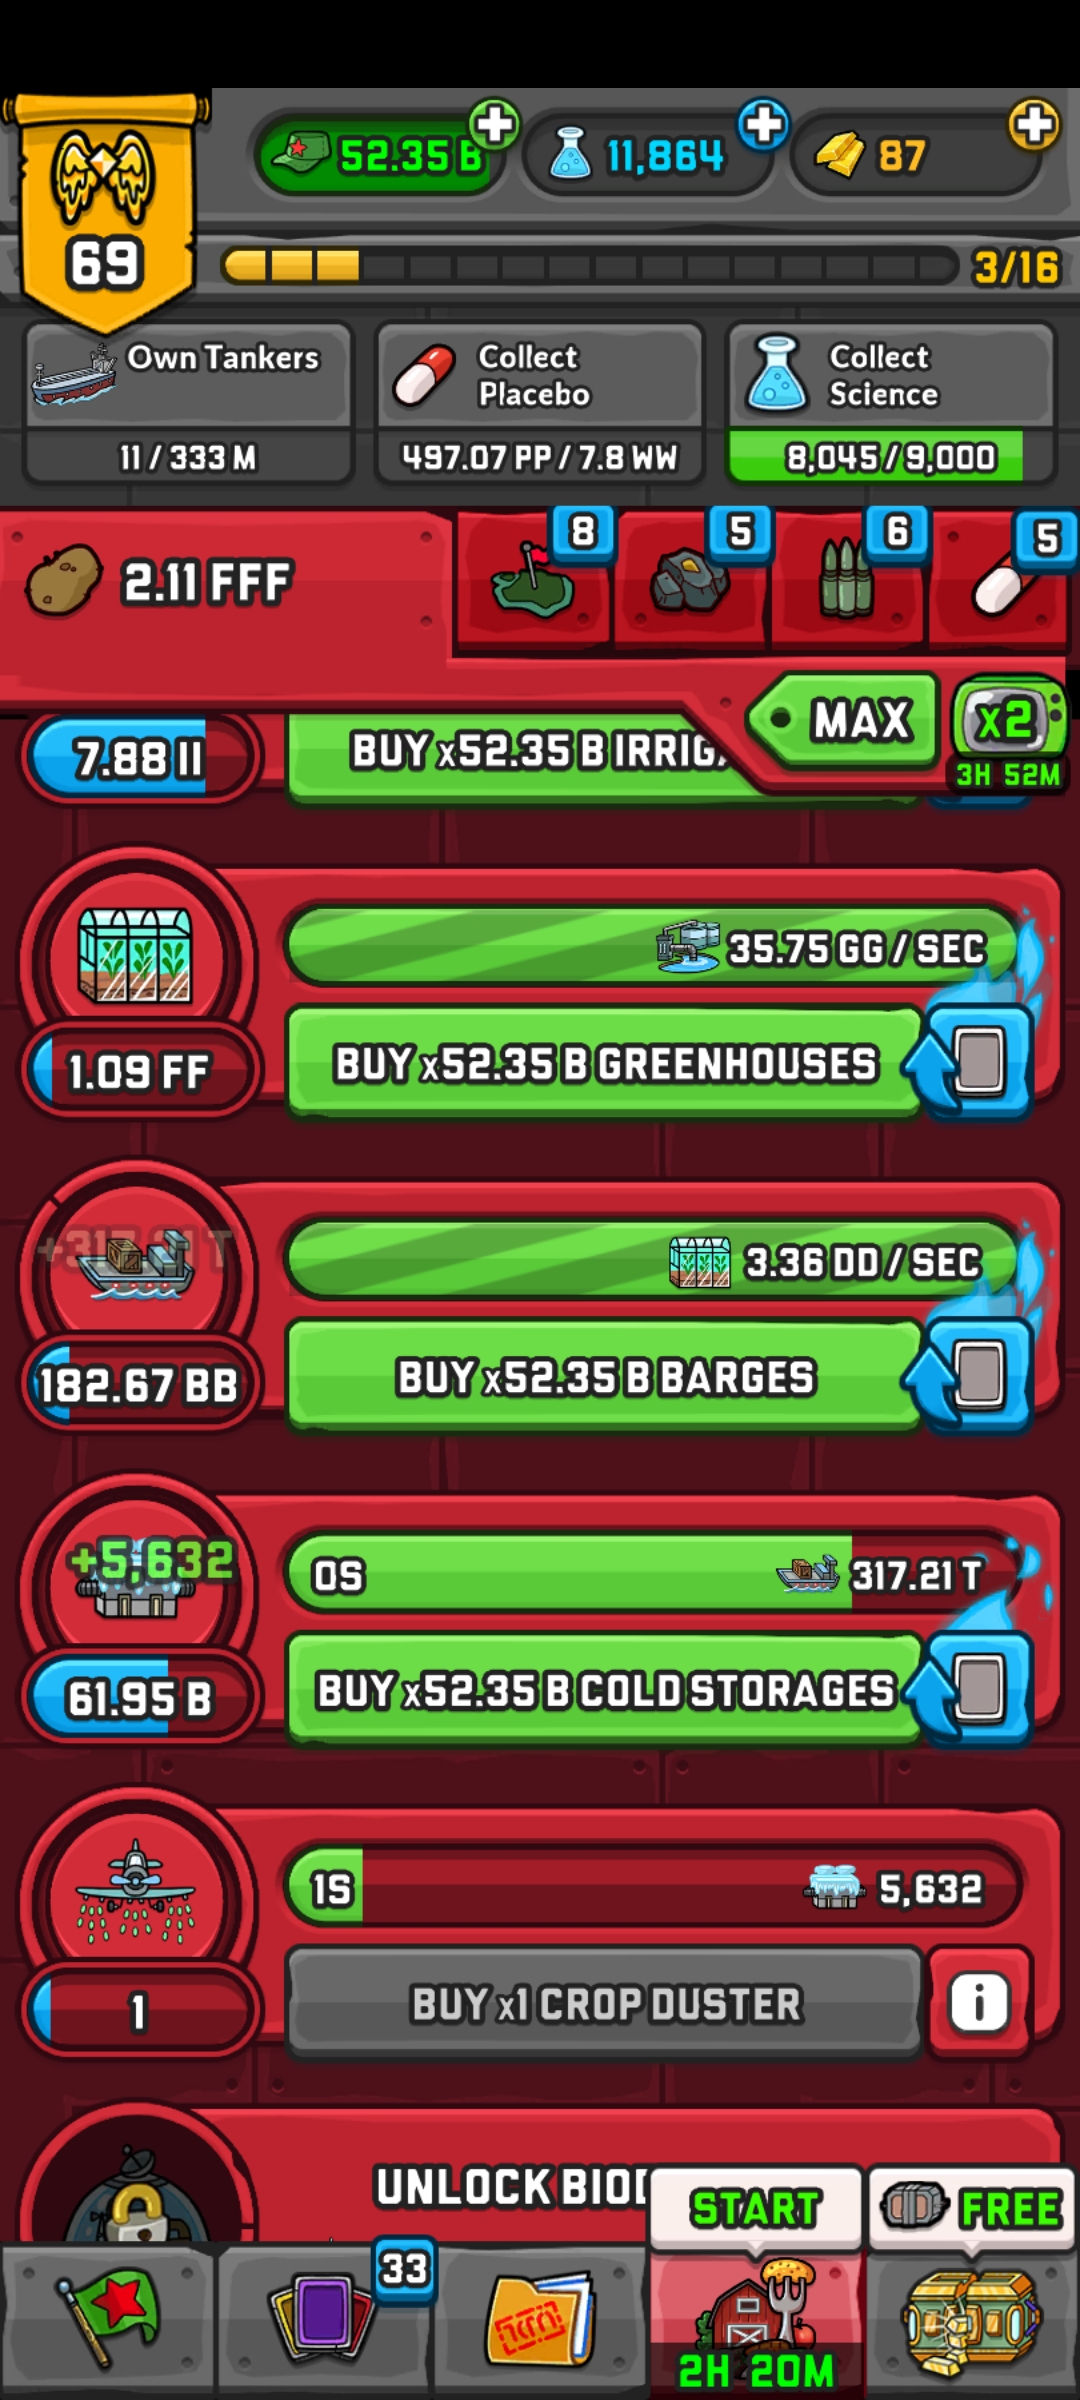 52.35 B
11,864
87
69
3/16
Own Tankers
11 / 333 M
Collect
Placebo
497.07 PP / 7.8 WW
Collect
Science
8,045 / 9,000
2.11 FFF
8
5
6
5
MAX
x2
3H 52M
7.88 II
BUY x52.35 B IRRIG
35.75 GG / SEC
1.09 FF
BUY x52.35 B GREENHOUSES
+317.21 T
3.36 DD / SEC
182.67 BB
BUY x52.35 B BARGES
+5,632
0S
317.21 T
61.95 B
BUY x52.35 B COLD STORAGES
1S
5,632
1
BUY x1 CROP DUSTER
i
UNLOCK BIOD
START
FREE
33
2H 20M